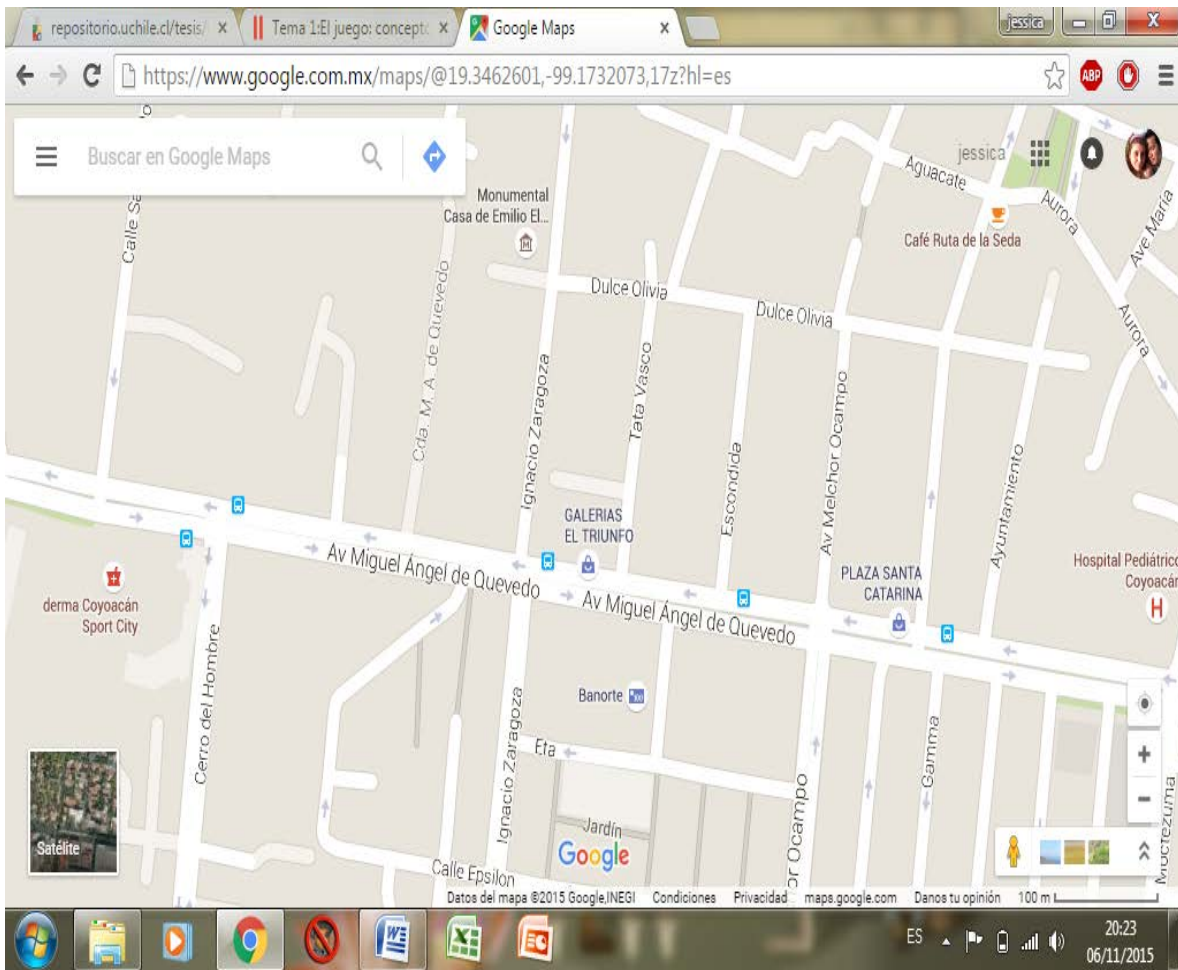 repositorio.uchile.cl/tesis/
Tema 1:El juego: concept
Google Maps
jessica
https://www.google.com.mx/maps/@19.3462601,-99.1732073,17z?hl=es
ABP
Buscar en Google Maps
jessica
Aguacate
Aurora
Ave María
Monumental
Casa de Emilio El...
Café Ruta de la Seda
Calle Sa
Cda. M. A. de Quevedo
Dulce Olivia
Dulce Olivia
Aurora
Ignacio Zaragoza
Tata Vasco
Escondida
Av Melchor Ocampo
Ayuntamiento
GALERIAS
EL TRIUNFO
Av Miguel Ángel de Quevedo
Av Miguel Ángel de Quevedo
PLAZA SANTA
CATARINA
Hospital Pediátrico
Coyoacán
H
derma Coyoacán
Sport City
Cerro del Hombre
Banorte
Ignacio Zaragoza
Eta
Gamma
or Ocampo
Moctezuma
Jardín
Google
Satélite
Calle Epsilon
Datos del mapa ©2015 Google,INEGI Condiciones Privacidad maps.google.com Danos tu opinión 100 m
ES
20:23
06/11/2015